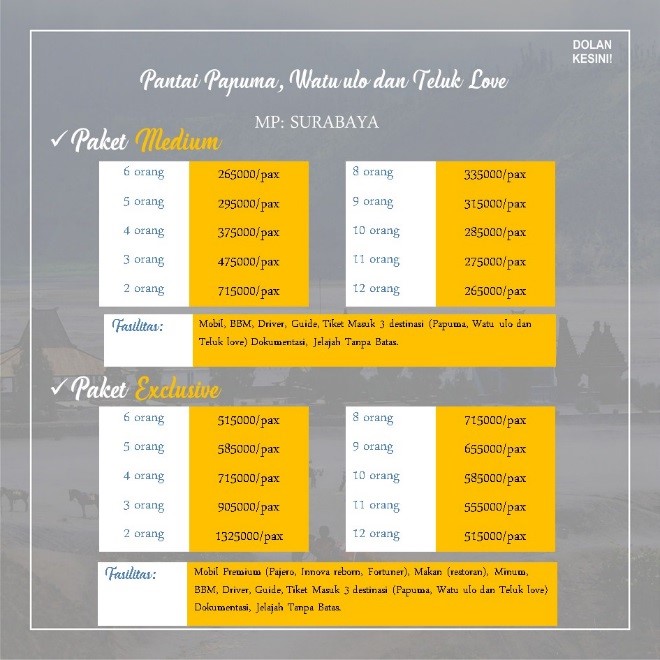 DOLAN
KESINI!
Pantai Papuma, Watu ulo dan Teluk Love
MP: SURABAYA
✓ Paket Medium
6 orang 265000/pax 8 orang 335000/pax
5 orang 295000/pax 9 orang 315000/pax
4 orang 375000/pax 10 orang 285000/pax
3 orang 475000/pax 11 orang 275000/pax
2 orang 715000/pax 12 orang 265000/pax
Fasilitas: Mobil, BBM, Driver, Guide, Tiket Masuk 3 destinasi (Papuma, Watu ulo dan
Teluk love) Dokumentasi, Jelajah Tanpa Batas.
✓ Paket Exclusive
6 orang 515000/pax 8 orang 715000/pax
5 orang 585000/pax 9 orang 655000/pax
4 orang 715000/pax 10 orang 585000/pax
3 orang 905000/pax 11 orang 555000/pax
2 orang 1325000/pax 12 orang 515000/pax
Fasilitas: Mobil Premium (Pajero, Innova reborn, Fortuner), Makan (restoran), Minum,
BBM, Driver, Guide, Tiket Masuk 3 destinasi (Papuma, Watu ulo dan Teluk love)
Dokumentasi, Jelajah Tanpa Batas.